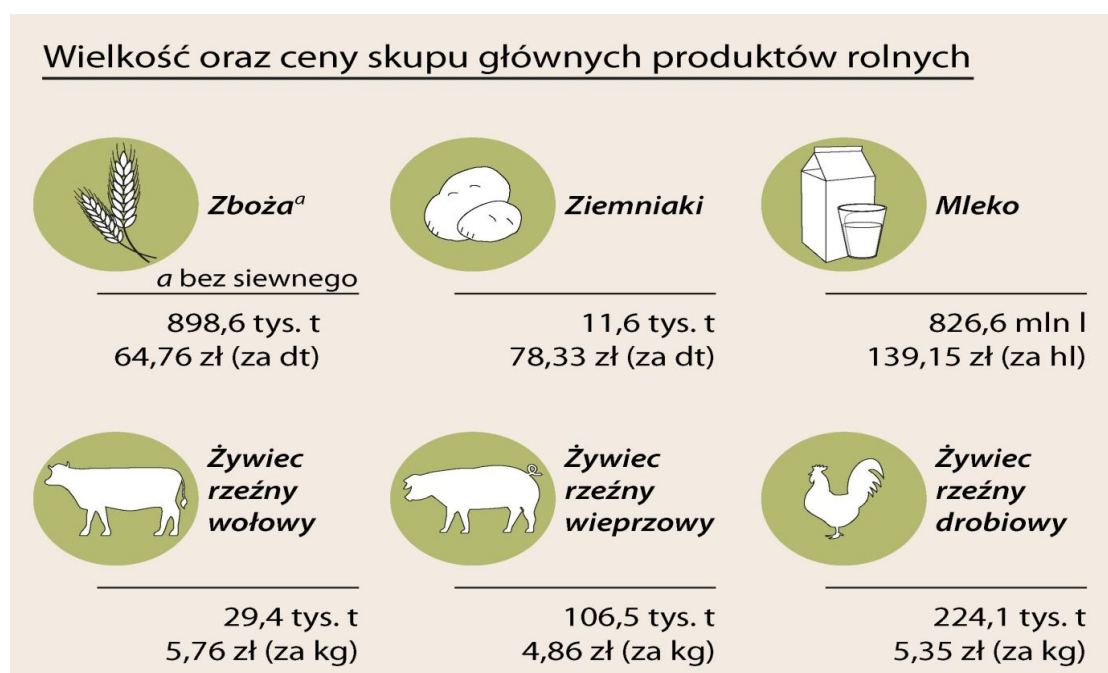 Wielkość oraz ceny skupu głównych produktów rolnych
Zbożaᵃ
a bez siewnego
898,6 tys. t
64,76 zł (za dt)
Ziemniaki
11,6 tys. t
78,33 zł (za dt)
Mleko
826,6 mln l
139,15 zł (za hl)
Żywiec
rzeźny
wołowy
29,4 tys. t
5,76 zł (za kg)
Żywiec
rzeźny
wieprzowy
106,5 tys. t
4,86 zł (za kg)
Żywiec
rzeźny
drobiowy
224,1 tys. t
5,35 zł (za kg)